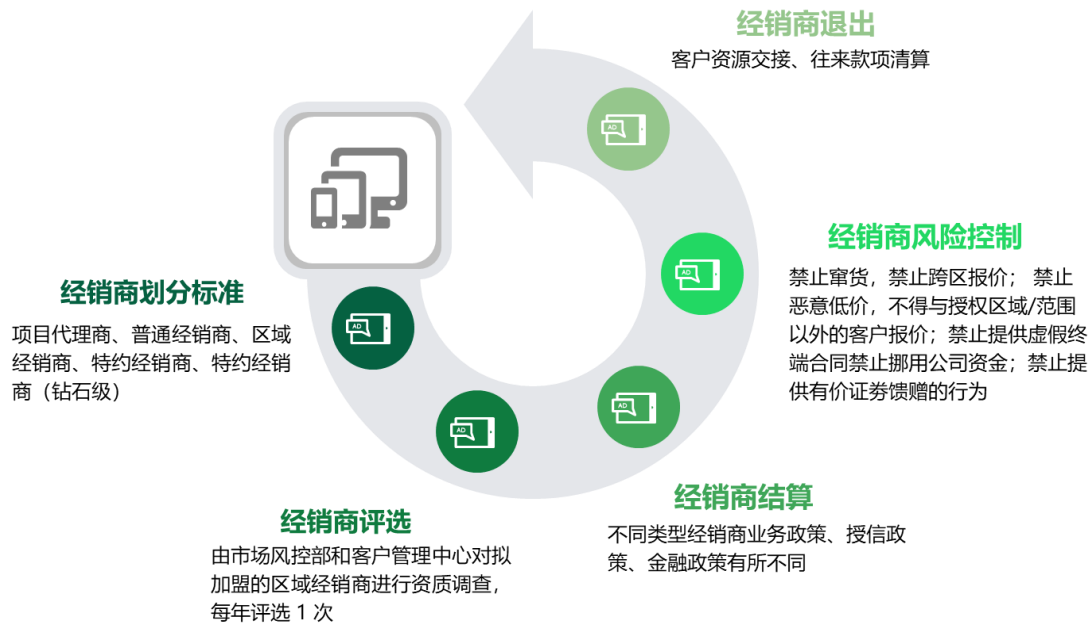 经销商退出
客户资源交接、往来款项清算
经销商风险控制
禁止窜货，禁止跨区报价； 禁止
恶意低价，不得与授权区域/范围
以外的客户报价；禁止提供虚假终
端合同禁止挪用公司资金；禁止提
供有价证劵馈赠的行为
经销商划分标准
项目代理商、普通经销商、区域
经销商、特约经销商、特约经销
商（钻石级）
经销商结算
不同类型经销商业务政策、授信政
策、金融政策有所不同
经销商评选
由市场风控部和客户管理中心对拟
加盟的区域经销商进行资质调查，
每年评选 1 次
AD
AD
AD
AD
AD